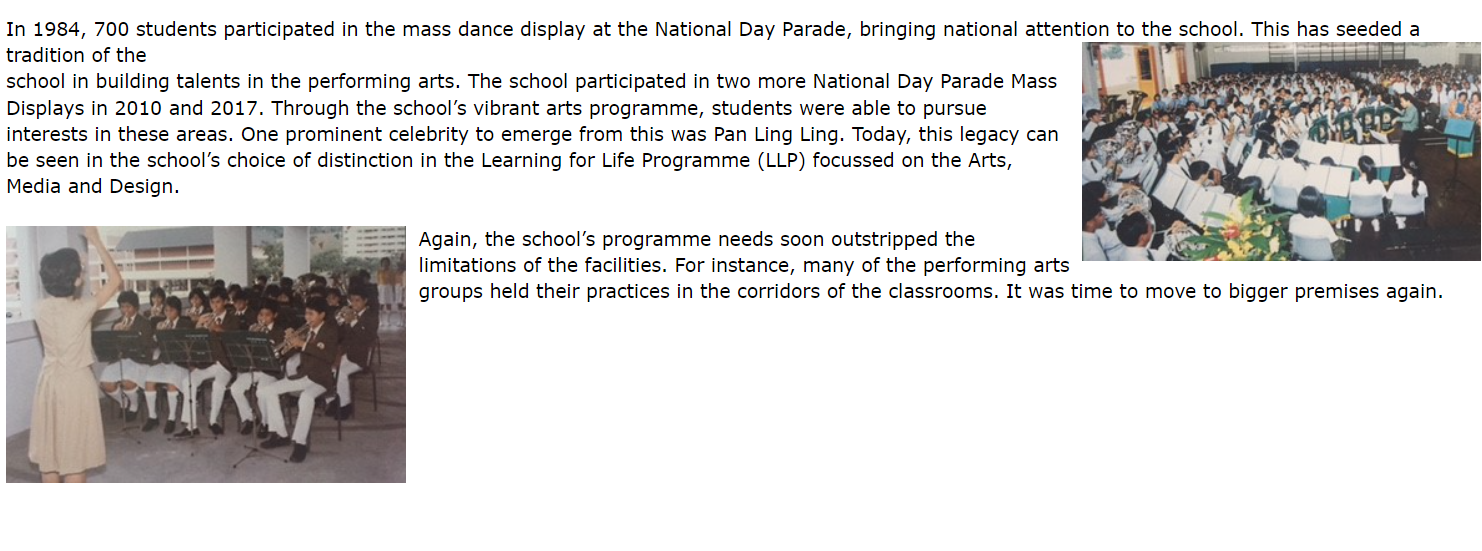 In 1984, 700 students participated in the mass dance display at the National Day Parade, bringing national attention to the school. This has seeded a
tradition of the
school in building talents in the performing arts. The school participated in two more National Day Parade Mass
Displays in 2010 and 2017. Through the school’s vibrant arts programme, students were able to pursue
interests in these areas. One prominent celebrity to emerge from this was Pan Ling Ling. Today, this legacy can
be seen in the school’s choice of distinction in the Learning for Life Programme (LLP) focussed on the Arts,
Media and Design.
Again, the school’s programme needs soon outstripped the
limitations of the facilities. For instance, many of the performing arts
groups held their practices in the corridors of the classrooms. It was time to move to bigger premises again.